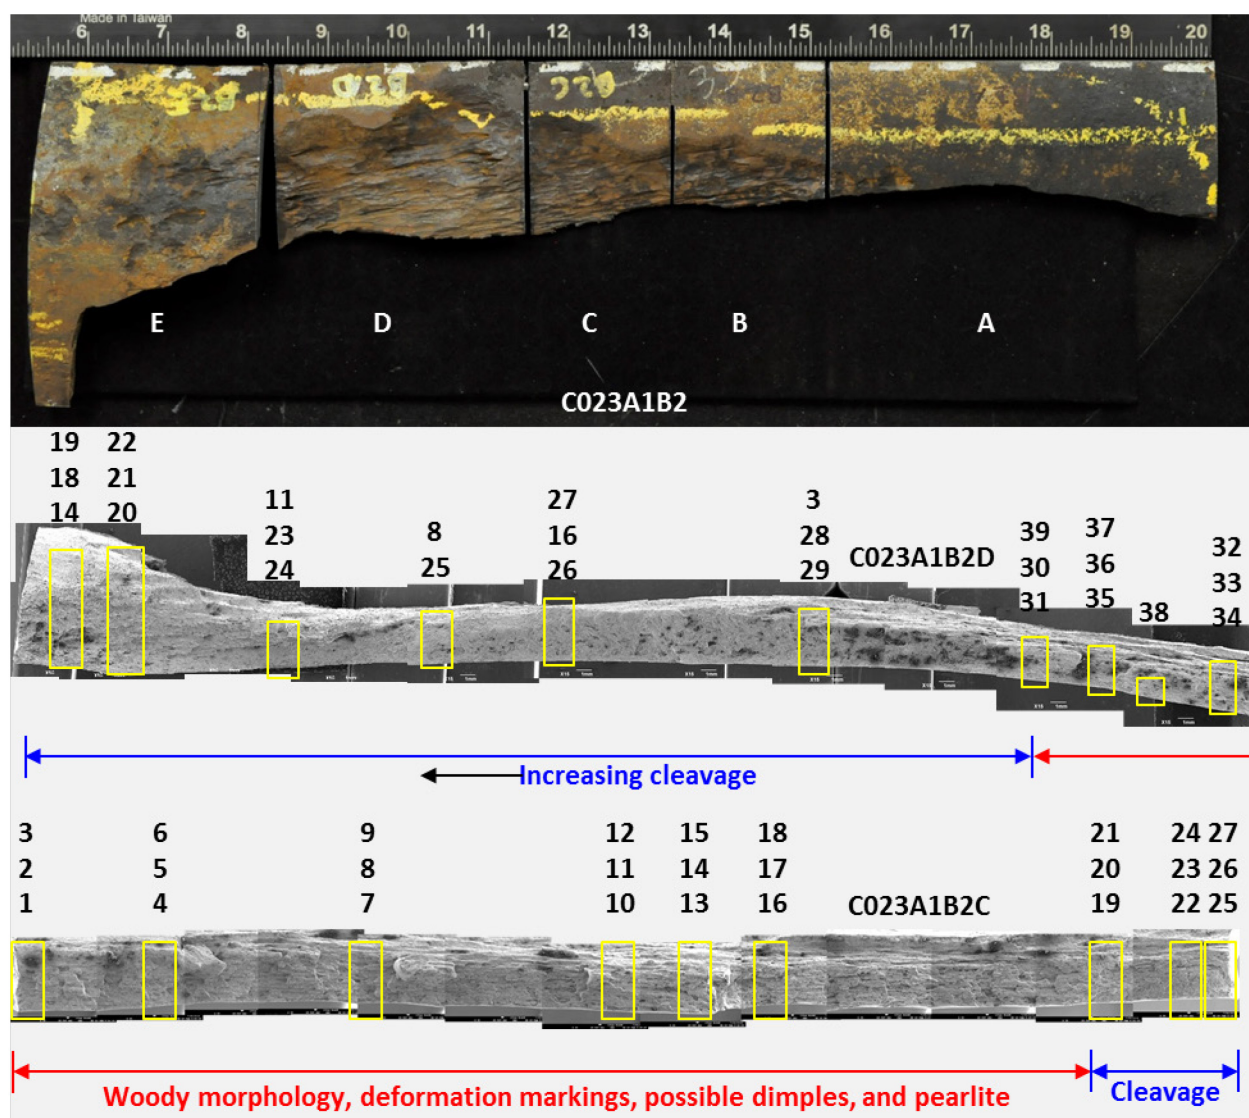 Made in Taiwan
6 7 8 9 10 11 12 13 14 15 16 17 18 19 20
B2D B2C
E D C B A
C023A1B2
19 22
18 21
14 20
11
23
24
8
25
27
16
26
3
28
29
C023A1B2D
39
30
31
37
36
35
38
32
33
34
Increasing cleavage
3 6 9 12 15 18 21 24 27
2 5 8 11 14 17 20 23 26
1 4 7 10 13 16 C023A1B2C 19 22 25
Woody morphology, deformation markings, possible dimples, and pearlite
Cleavage